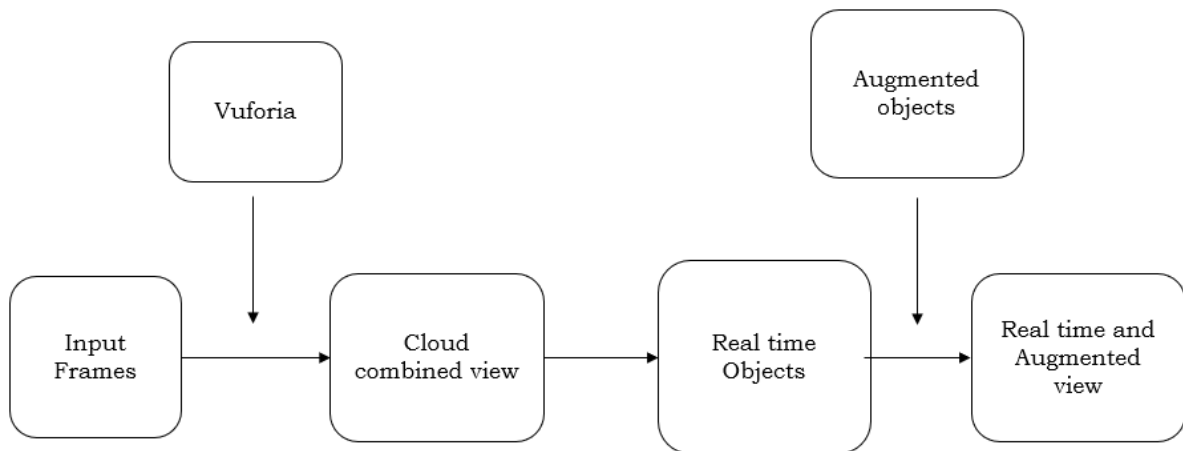 Vuforia
Augmented
objects
Input
Frames
Cloud
combined view
Real time
Objects
Real time and
Augmented
view